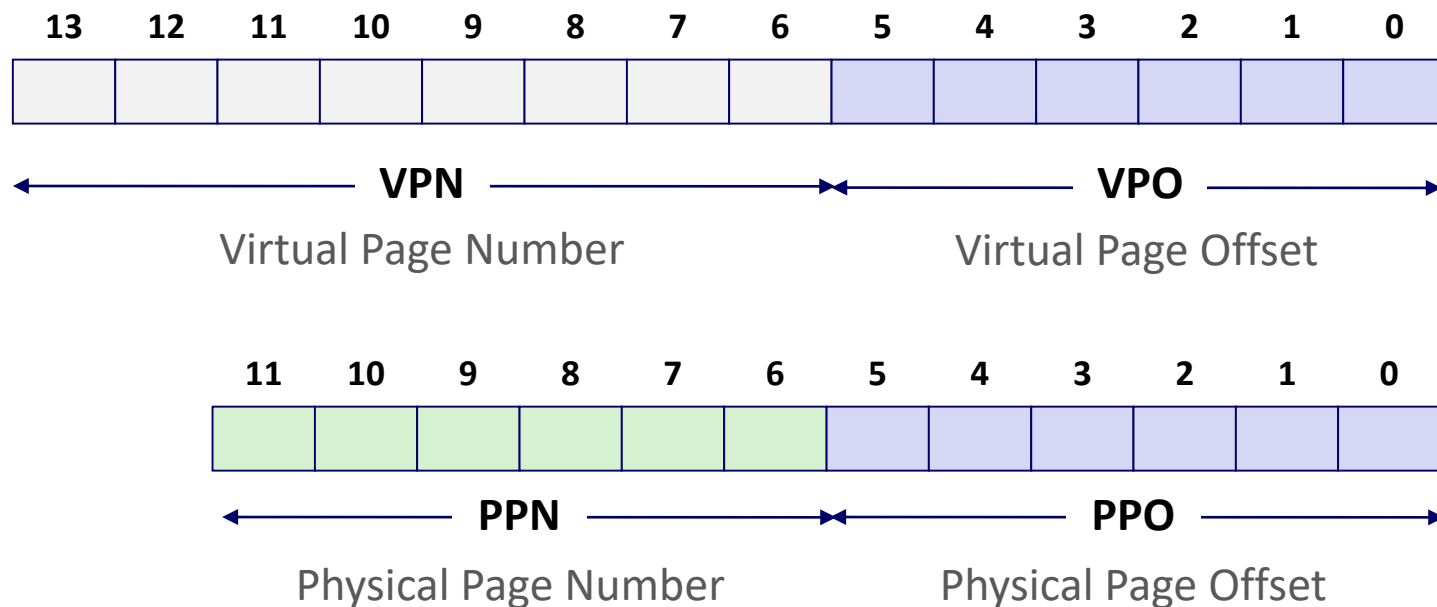 13 12 11 10 9 8 7 6 5 4 3 2 1 0
VPN VPO
Virtual Page Number Virtual Page Offset
11 10 9 8 7 6 5 4 3 2 1 0
PPN PPO
Physical Page Number Physical Page Offset